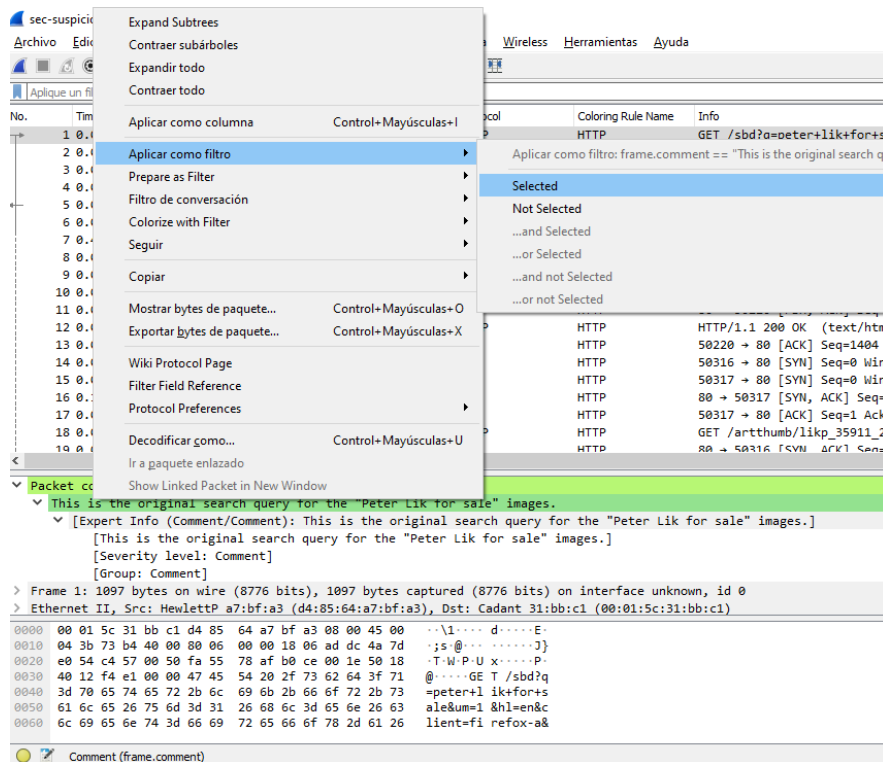 sec-suspici
Archivo Edi Wireless Herramientas Ayuda
Expand Subtrees
Contraer subárboles
Expandir todo
Contraer todo
Aplicar como columna Control+Mayúsculas+I
Aplicar como filtro
Prepare as Filter
Filtro de conversación
Colorize with Filter
Seguir
Copiar
Mostrar bytes de paquete... Control+Mayúsculas+O
Exportar bytes de paquete... Control+Mayúsculas+X
Wiki Protocol Page
Filter Field Reference
Protocol Preferences
Decodificar como... Control+Mayúsculas+U
Ir a paquete enlazado
Show Linked Packet in New Window
Aplicar como filtro: frame.comment == "This is the original search q
Selected
Not Selected
...and Selected
...or Selected
...and not Selected
...or not Selected
Aplique un fil
No. Tim ocol Coloring Rule Name Info
1 0.0 HTTP GET /sbd?q=peter+lik+for+s
2 0.0
3 0.0
4 0.0
5 0.0
6 0.0
7 0.4
8 0.0
9 0.0
10 0.0
11 0.0
12 0.0 HTTP HTTP/1.1 200 OK (text/htm
13 0.0 HTTP 50220 → 80 [ACK] Seq=1404
14 0.0 HTTP 50316 → 80 [SYN] Seq=0 Win
15 0.0 HTTP 50317 → 80 [SYN] Seq=0 Win
16 0.1 HTTP 80 → 50317 [SYN, ACK] Seq=
17 0.0 HTTP 50317 → 80 [ACK] Seq=1 Ack
18 0.0 HTTP GET /artthumb/likp_35911_2
19 0.0 HTTP 80 → 50316 [SYN, ACK] Seq=
Packet co
This is the original search query for the "Peter Lik for sale" images.
[Expert Info (Comment/Comment): This is the original search query for the "Peter Lik for sale" images.]
[This is the original search query for the "Peter Lik for sale" images.]
[Severity level: Comment]
[Group: Comment]
Frame 1: 1097 bytes on wire (8776 bits), 1097 bytes captured (8776 bits) on interface unknown, id 0
Ethernet II, Src: HewlettP a7:bf:a3 (d4:85:64:a7:bf:a3), Dst: Cadant 31:bb:c1 (00:01:5c:31:bb:c1)
0000 00 01 5c 31 bb c1 d4 85 64 a7 bf a3 08 00 45 00 ··\1···· d·····E·
0010 04 3b 73 b4 40 00 80 06 00 00 18 06 ad dc 4a 7d ·;s·@··· ······J}
0020 e0 54 c4 57 00 50 fa 55 78 af b0 ce 00 1e 50 18 ·T·W·P·U x·····P·
0030 40 12 f4 e1 00 00 47 45 54 20 2f 73 62 64 3f 71 @·····GE T /sbd?q
0040 3d 70 65 74 65 72 2b 6c 69 6b 2b 66 6f 72 2b 73 =peter+l ik+for+s
0050 61 6c 65 26 75 6d 3d 31 26 68 6c 3d 65 6e 26 63 ale&um=1 &hl=en&c
0060 6c 69 65 6e 74 3d 66 69 72 65 66 6f 78 2d 61 26 lient=fi refox-a&
Comment (frame.comment)